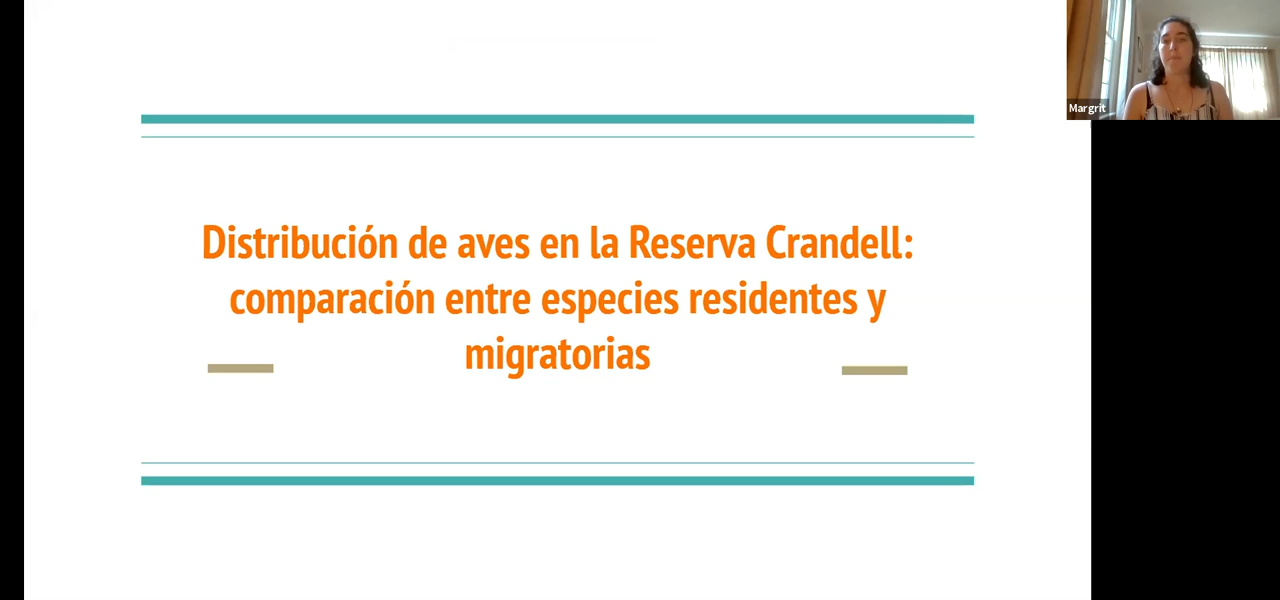 Distribución de aves en la Reserva Crandell:
comparación entre especies residentes y
migratorias
Margrit